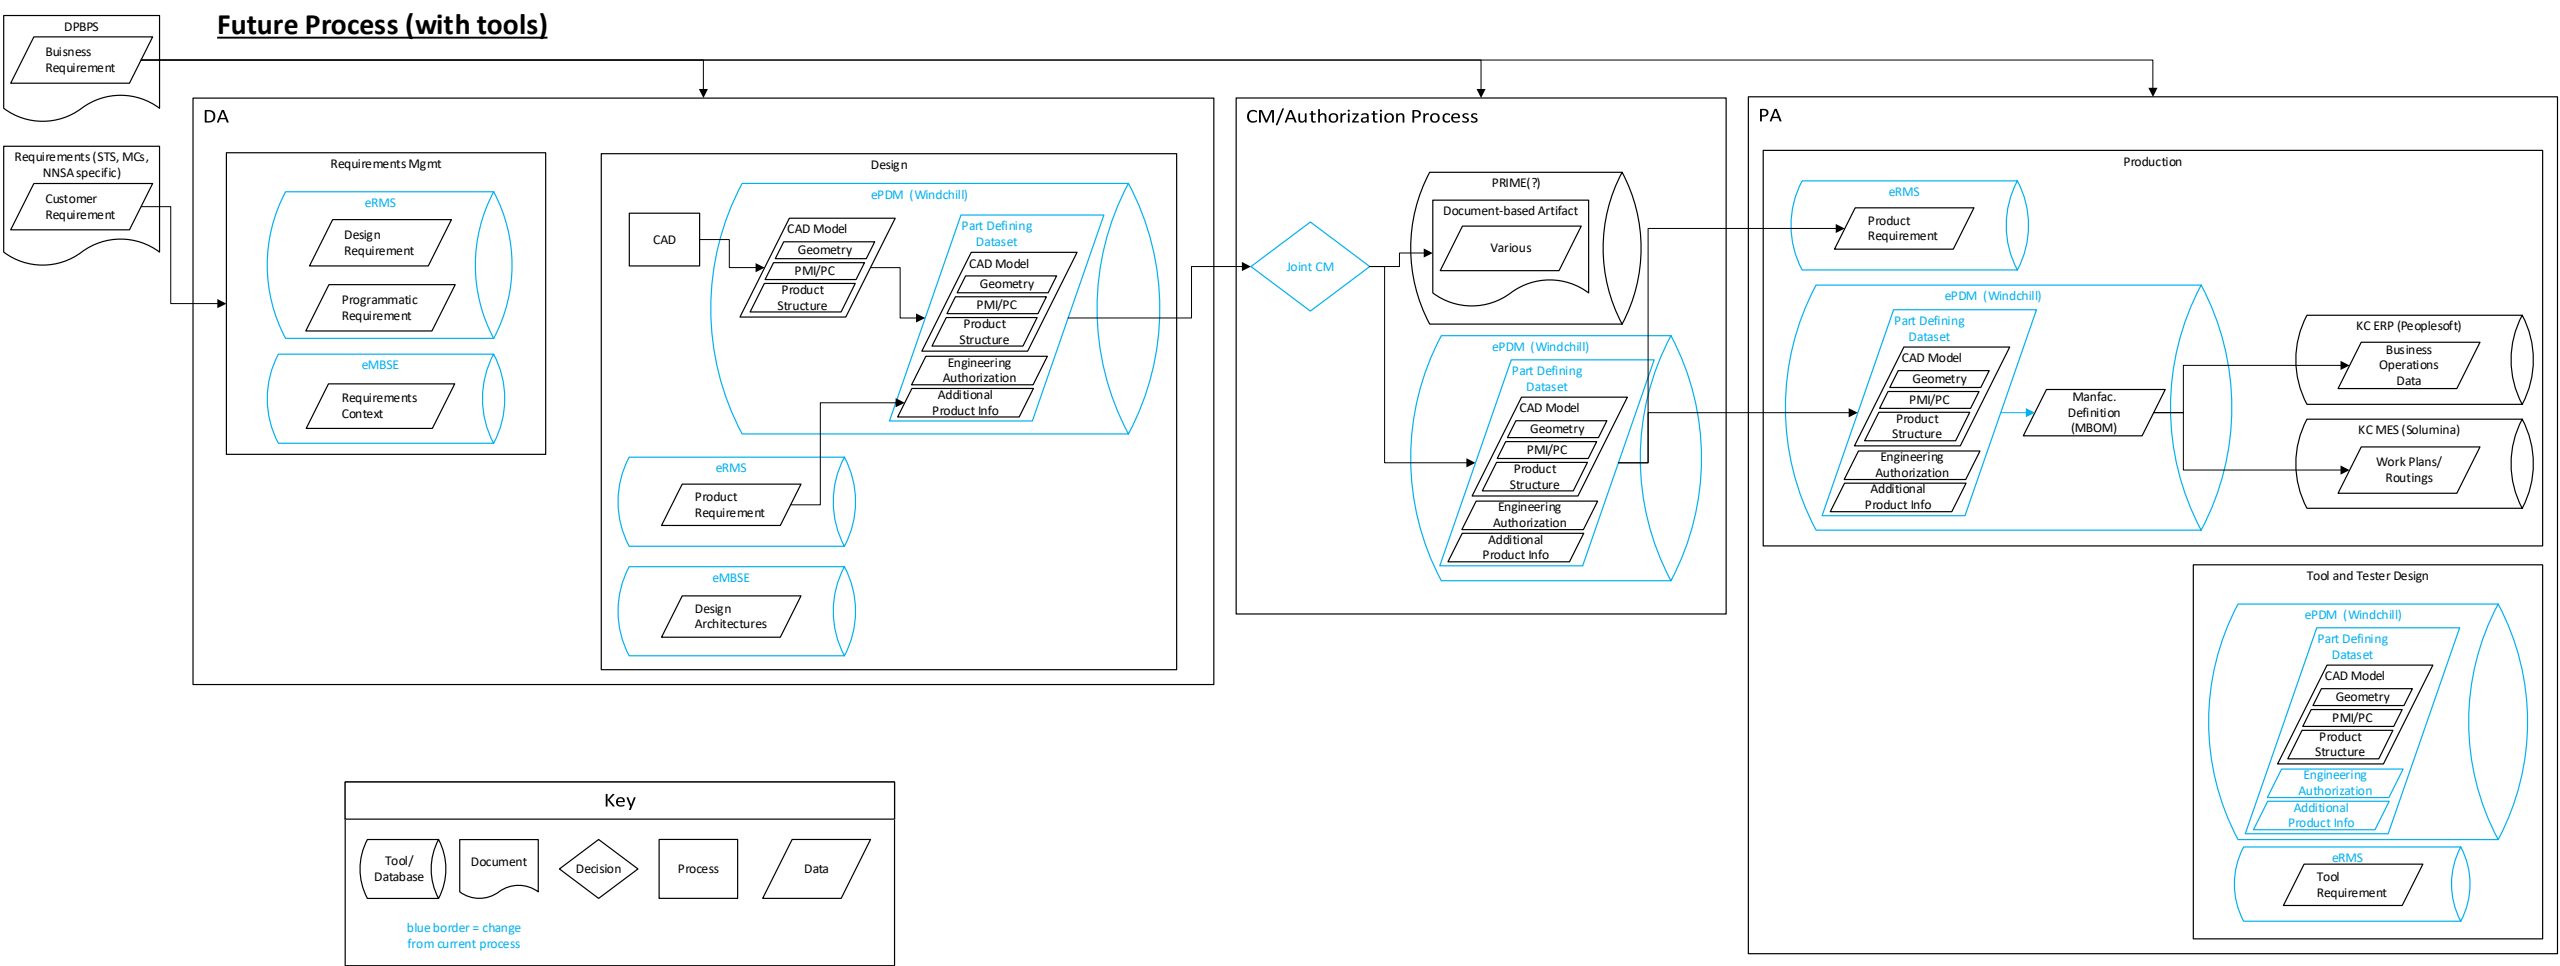 Future Process (with tools)
DPBPS
Buisness
Requirement
Requirements (STS, MCs,
NNSA specific)
Customer
Requirement
DA
Requirements Mgmt
eRMS
Design
Requirement
Programmatic
Requirement
eMBSE
Requirements
Context
Design
CAD
ePDM (Windchill)
CAD Model
Geometry
PMI/PC
Product
Structure
Part Defining
Dataset
CAD Model
Geometry
PMI/PC
Product
Structure
Engineering
Authorization
Additional
Product Info
eRMS
Product
Requirement
eMBSE
Design
Architectures
CM/Authorization Process
Joint CM
PRIME(?)
Document-based Artifact
Various
ePDM (Windchill)
Part Defining
Dataset
CAD Model
Geometry
PMI/PC
Product
Structure
Engineering
Authorization
Additional
Product Info
PA
Production
eRMS
Product
Requirement
ePDM (Windchill)
Part Defining
Dataset
CAD Model
Geometry
PMI/PC
Product
Structure
Engineering
Authorization
Additional
Product Info
Manfac.
Definition
(MBOM)
KC ERP (Peoplesoft)
Business
Operations
Data
KC MES (Solumina)
Work Plans/
Routings
Tool and Tester Design
ePDM (Windchill)
Part Defining
Dataset
CAD Model
Geometry
PMI/PC
Product
Structure
Engineering
Authorization
Additional
Product Info
eRMS
Tool
Requirement
Key
Tool/
Database
Document
Decision
Process
Data
blue border = change
from current process